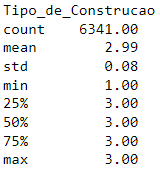 Tipo_de_Construcao
count 6341.00
mean 2.99
std 0.08
min 1.00
25% 3.00
50% 3.00
75% 3.00
max 3.00